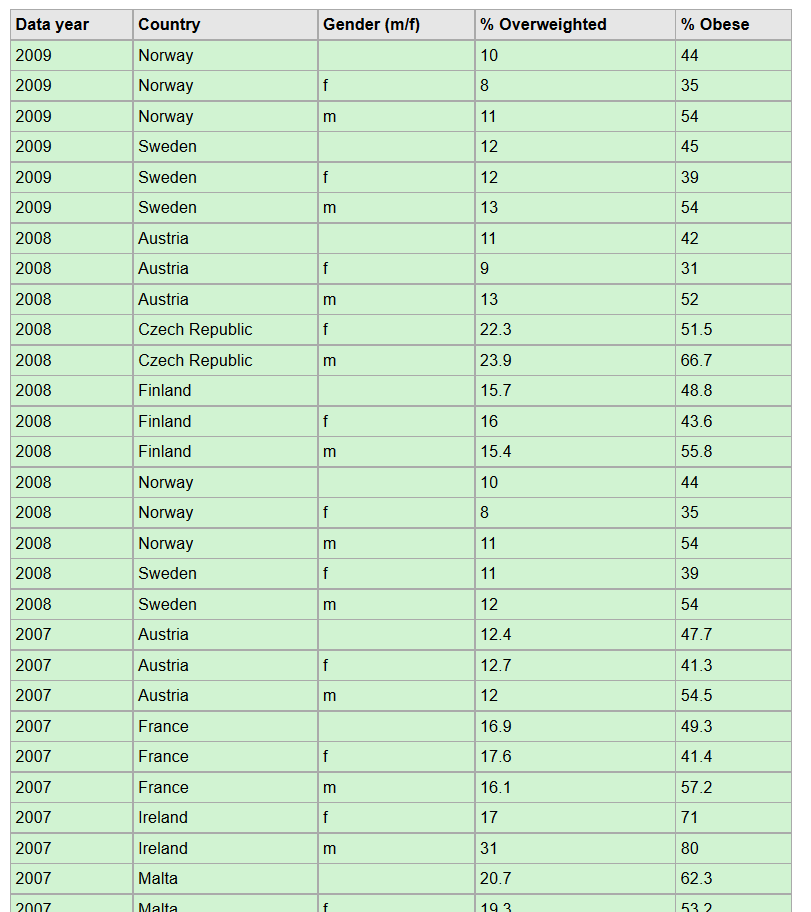 Data year Country Gender (m/f) % Overweighted % Obese
2009 Norway 10 44
2009 Norway f 8 35
2009 Norway m 11 54
2009 Sweden 12 45
2009 Sweden f 12 39
2009 Sweden m 13 54
2008 Austria 11 42
2008 Austria f 9 31
2008 Austria m 13 52
2008 Czech Republic f 22.3 51.5
2008 Czech Republic m 23.9 66.7
2008 Finland 15.7 48.8
2008 Finland f 16 43.6
2008 Finland m 15.4 55.8
2008 Norway 10 44
2008 Norway f 8 35
2008 Norway m 11 54
2008 Sweden f 11 39
2008 Sweden m 12 54
2007 Austria 12.4 47.7
2007 Austria f 12.7 41.3
2007 Austria m 12 54.5
2007 France 16.9 49.3
2007 France f 17.6 41.4
2007 France m 16.1 57.2
2007 Ireland f 17 71
2007 Ireland m 31 80
2007 Malta 20.7 62.3
2007 Malta f 19.3 53.2